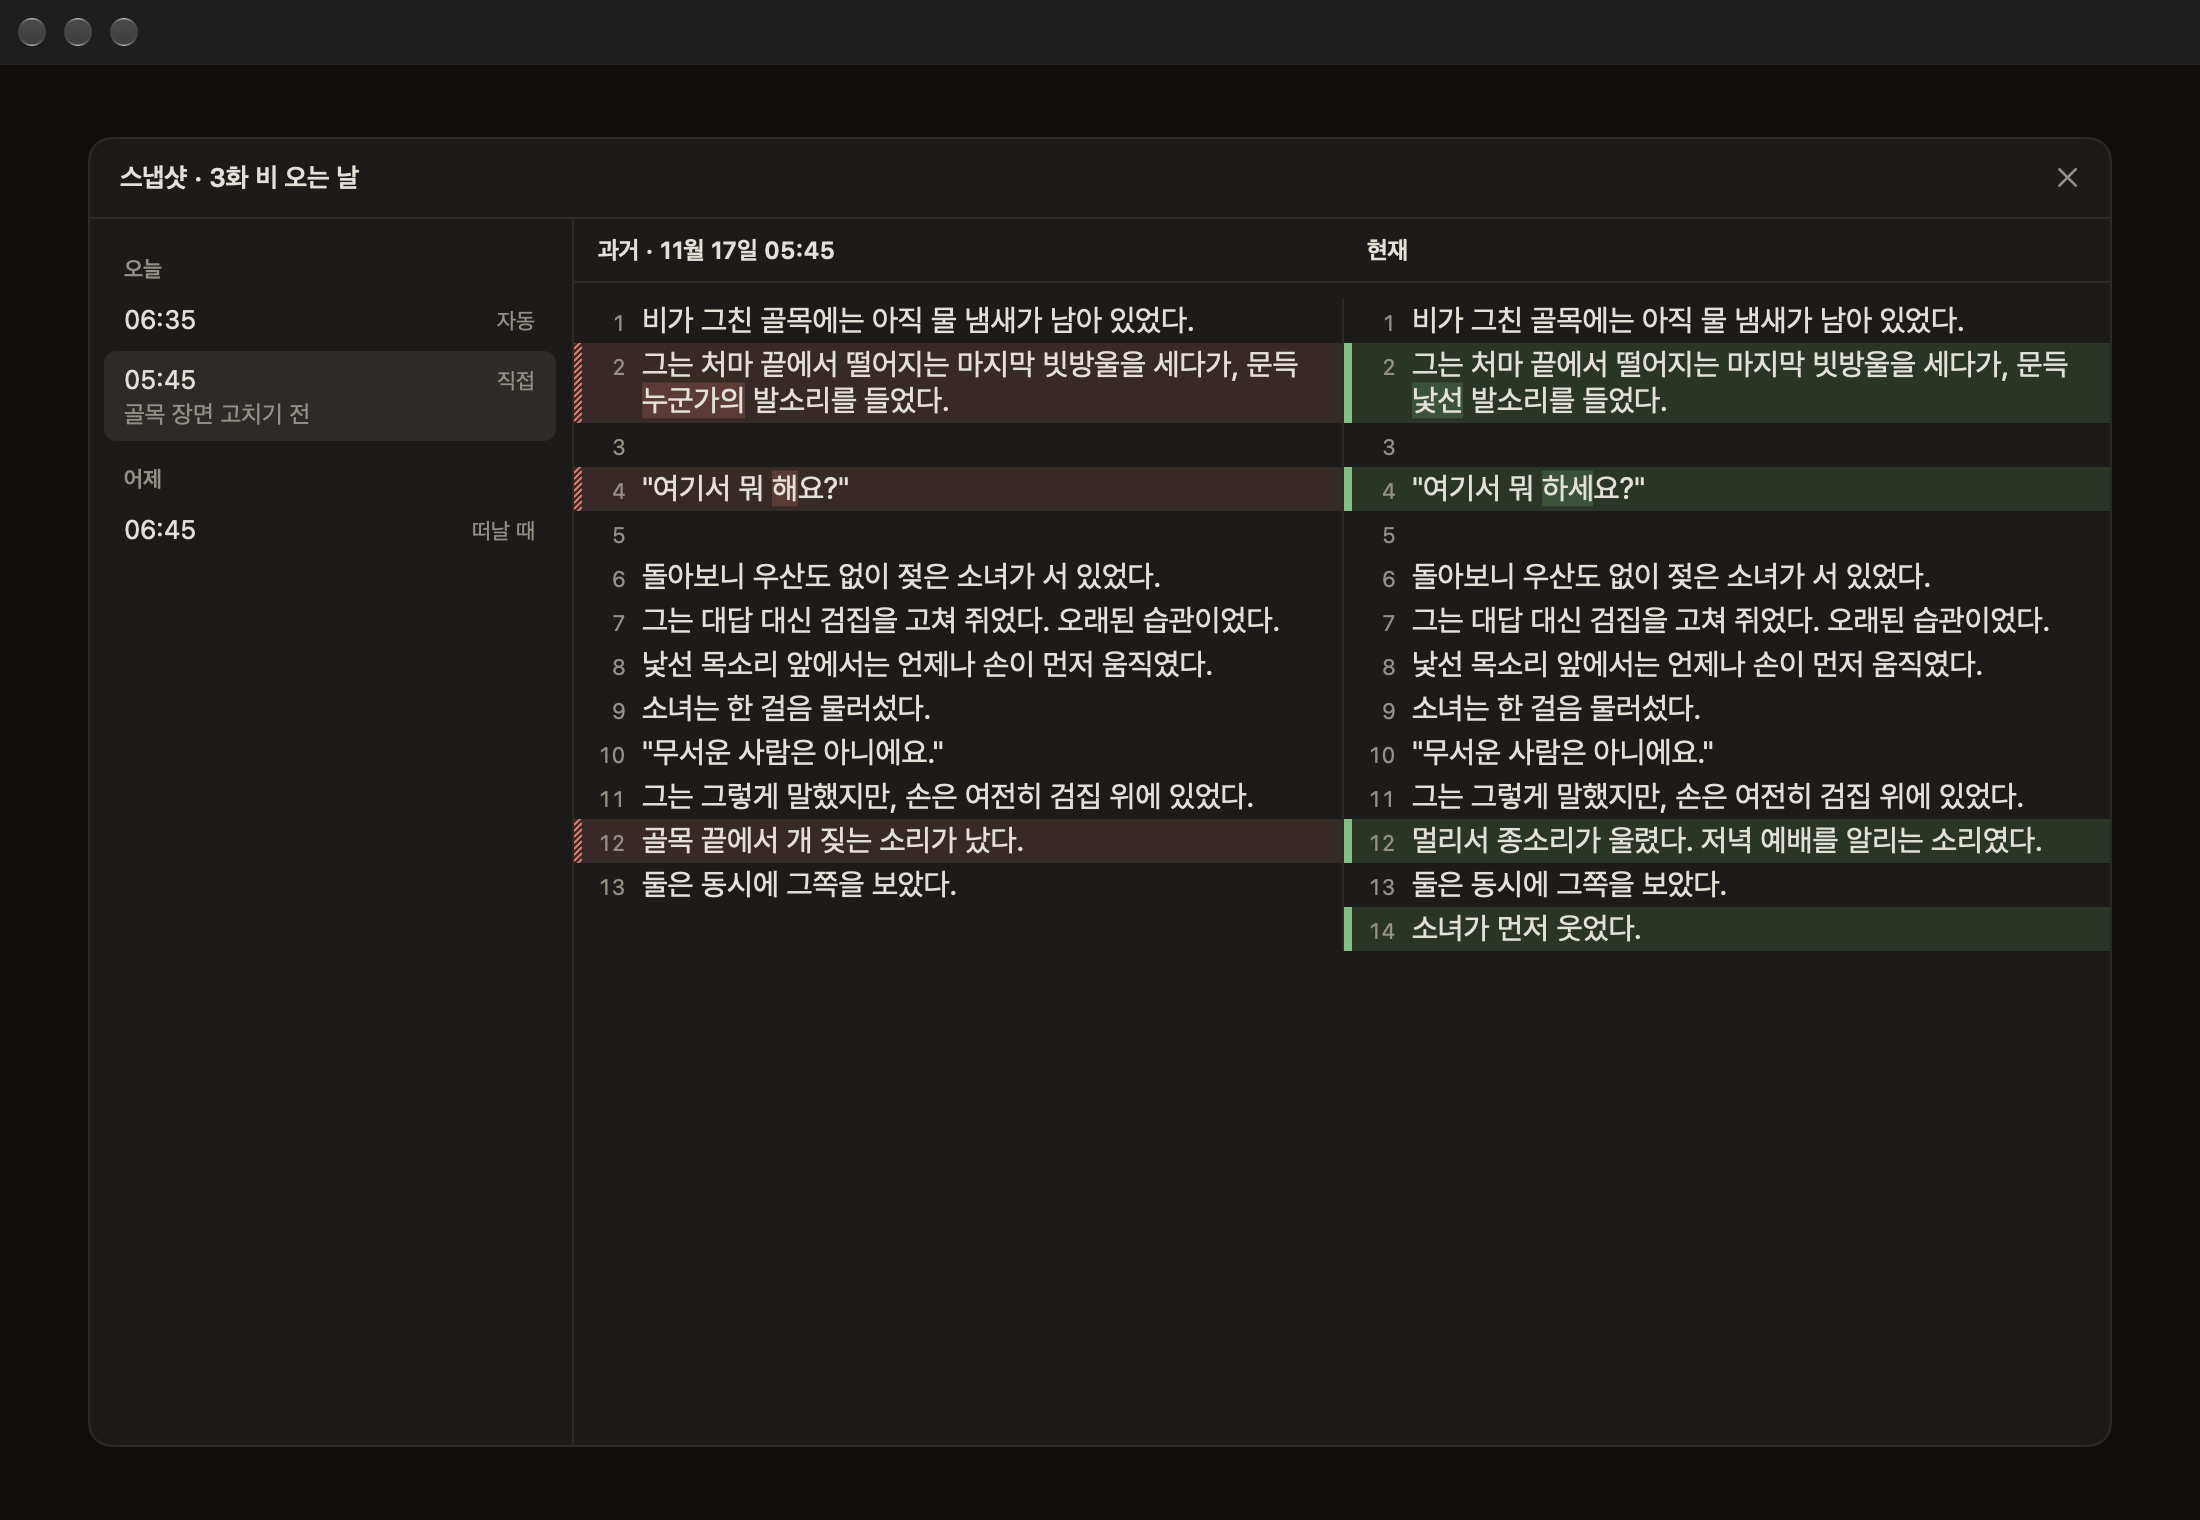 스냅샷 · 3화 비 오는 날
오늘
06:35 자동
05:45 직접
골목 장면 고치기 전
어제
06:45 떠날 때
과거 · 11월 17일 05:45
1 비가 그친 골목에는 아직 물 냄새가 남아 있었다.
2 그는 처마 끝에서 떨어지는 마지막 빗방울을 세다가, 문득
누군가의 발소리를 들었다.
3
4 "여기서 뭐 해요?"
5
6 돌아보니 우산도 없이 젖은 소녀가 서 있었다.
7 그는 대답 대신 검집을 고쳐 쥐었다. 오래된 습관이었다.
8 낯선 목소리 앞에서는 언제나 손이 먼저 움직였다.
9 소녀는 한 걸음 물러섰다.
10 "무서운 사람은 아니에요."
11 그는 그렇게 말했지만, 손은 여전히 검집 위에 있었다.
12 골목 끝에서 개 짖는 소리가 났다.
13 둘은 동시에 그쪽을 보았다.
현재
1 비가 그친 골목에는 아직 물 냄새가 남아 있었다.
2 그는 처마 끝에서 떨어지는 마지막 빗방울을 세다가, 문득
낯선 발소리를 들었다.
3
4 "여기서 뭐 하세요?"
5
6 돌아보니 우산도 없이 젖은 소녀가 서 있었다.
7 그는 대답 대신 검집을 고쳐 쥐었다. 오래된 습관이었다.
8 낯선 목소리 앞에서는 언제나 손이 먼저 움직였다.
9 소녀는 한 걸음 물러섰다.
10 "무서운 사람은 아니에요."
11 그는 그렇게 말했지만, 손은 여전히 검집 위에 있었다.
12 멀리서 종소리가 울렸다. 저녁 예배를 알리는 소리였다.
13 둘은 동시에 그쪽을 보았다.
14 소녀가 먼저 웃었다.